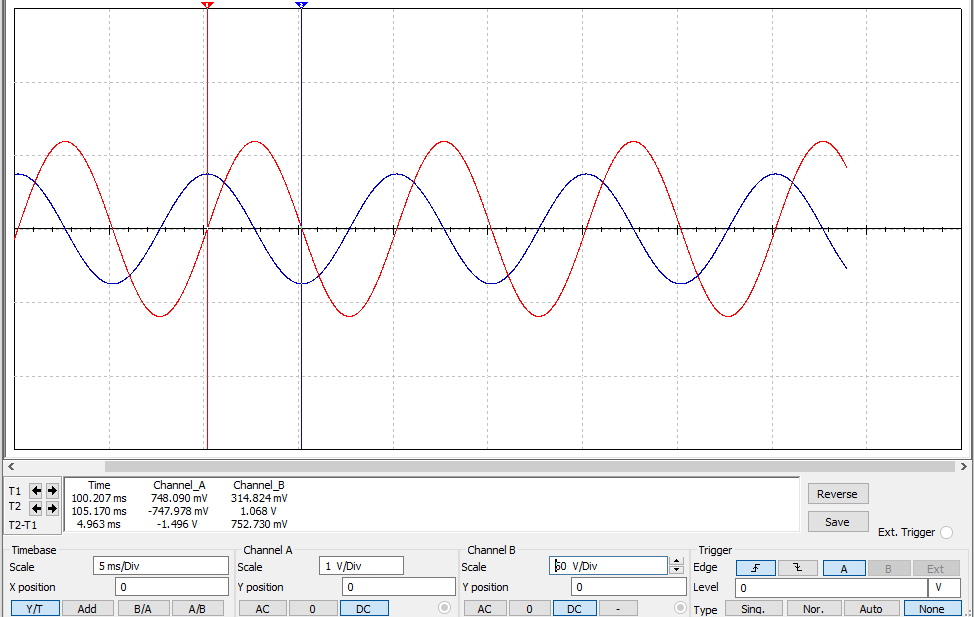 1 2
Time Channel_A Channel_B
T1 100.207 ms 748.090 mV 314.824 mV
T2 105.170 ms -747.978 mV 1.068 V
T2-T1 4.963 ms -1.496 V 752.730 mV
Reverse
Save
Ext. Trigger
Timebase Channel A Channel B Trigger
Scale 5 ms/Div Scale 1 V/Div Scale 50 V/Div Edge A B Ext
X position 0 Y position 0 Y position 0 Level 0 V
Y/T Add B/A A/B AC 0 DC AC 0 DC - Type Sing. Nor. Auto None